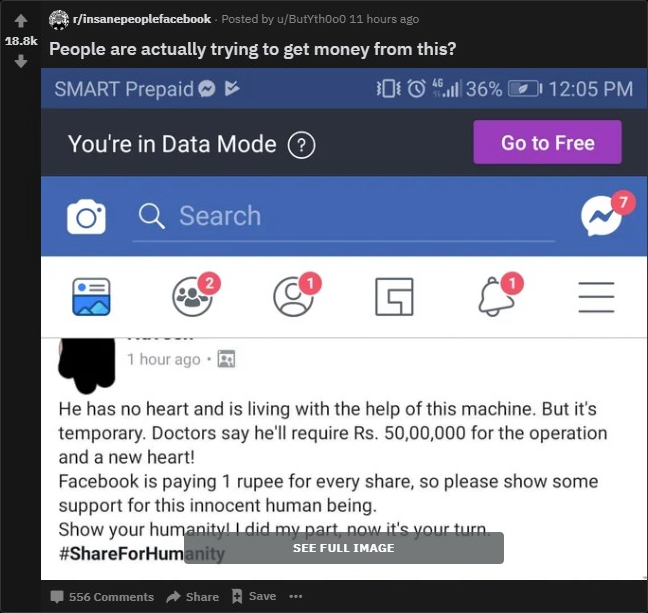 r/insanepeoplefacebook · Posted by u/ButYth0o0 11 hours ago
18.8k
People are actually trying to get money from this?
SMART Prepaid
4G 36% 12:05 PM
You're in Data Mode ?
Go to Free
Search
7
2
1
1
1 hour ago ·
He has no heart and is living with the help of this machine. But it's
temporary. Doctors say he'll require Rs. 50,00,000 for the operation
and a new heart!
Facebook is paying 1 rupee for every share, so please show some
support for this innocent human being.
Show your humanity! I did my part, now it's your turn.
#ShareForHumanity
SEE FULL IMAGE
556 Comments Share Save •••